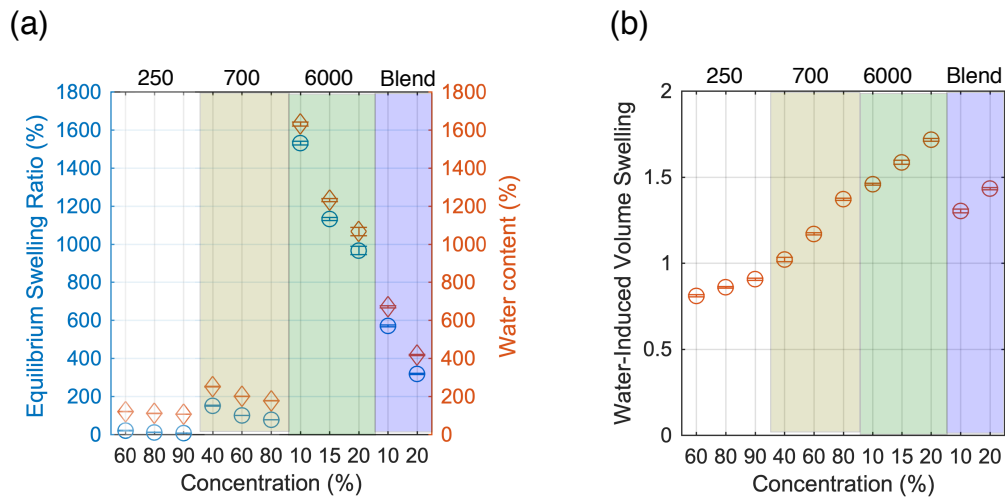 (a)
(b)
250 700 6000 Blend
Equilibrium Swelling Ratio (%)
1800
1600
1400
1200
1000
800
600
400
200
0
1800
1600
1400
1200
1000
800
600
400
200
0
Water content (%)
60 80 90 40 60 80 10 15 20 10 20
Concentration (%)
250 700 6000 Blend
Water-Induced Volume Swelling
2
1.5
1
0.5
0
60 80 90 40 60 80 10 15 20 10 20
Concentration (%)